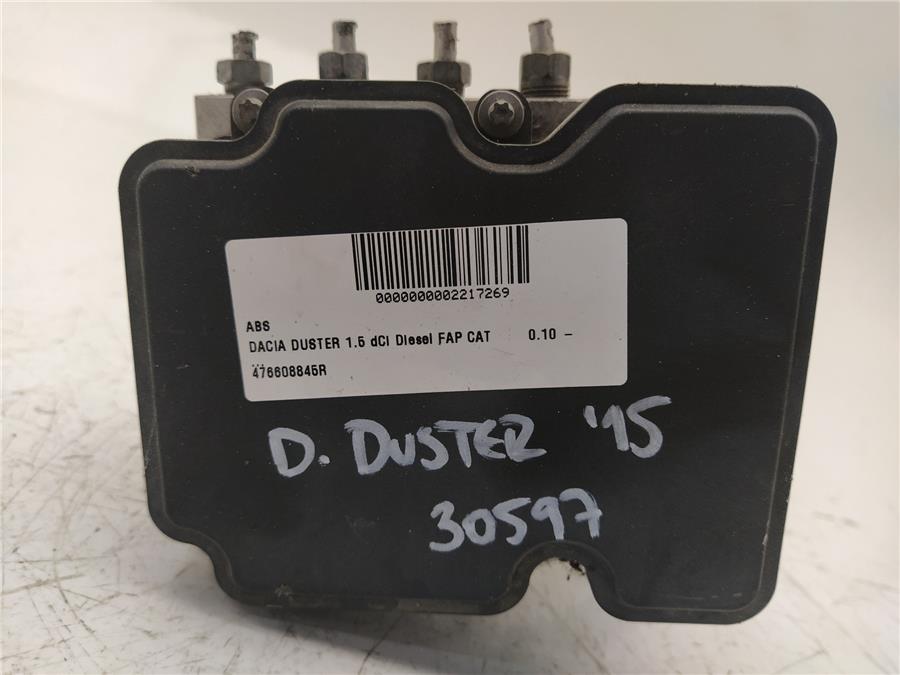 0000000002217269
ABS
DACIA DUSTER 1.5 dCi Diesel FAP CAT 0.10 –
...
476608845R
D. DUSTER '15
30597